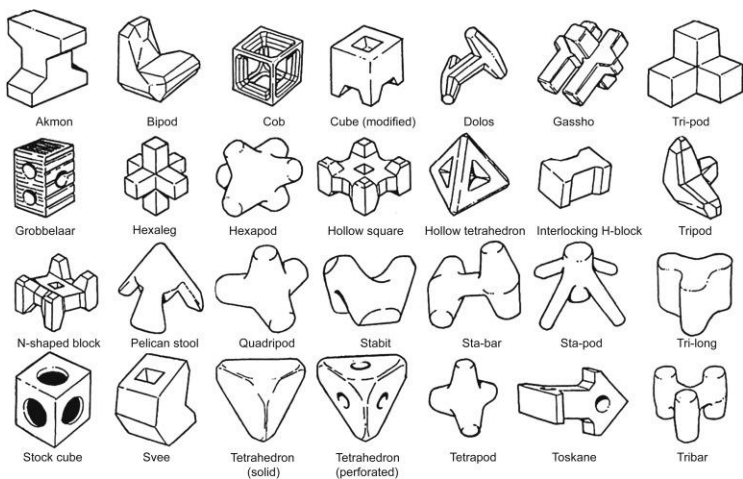 Akmon Bipod Cob Cube (modified) Dolos Gassho Tri-pod
Grobbelaar Hexaleg Hexapod Hollow square Hollow tetrahedron Interlocking H-block Tripod
N-shaped block Pelican stool Quadripod Stabit Sta-bar Sta-pod Tri-long
Stock cube Svee Tetrahedron (solid) Tetrahedron (perforated) Tetrapod Toskane Tribar